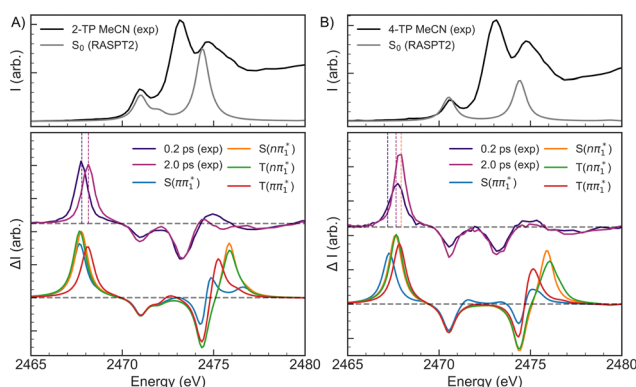 A)
2-TP MeCN (exp)
S₀ (RASPT2)
I (arb.)
0.2 ps (exp)
2.0 ps (exp)
S(ππ₁*)
S(nπ₁*)
T(nπ₁*)
T(ππ₁*)
ΔI (arb.)
2465 2470 2475 2480
Energy (eV)
B)
4-TP MeCN (exp)
S₀ (RASPT2)
I (arb.)
0.2 ps (exp)
2.0 ps (exp)
S(ππ₁*)
S(nπ₁*)
T(nπ₁*)
T(ππ₁*)
ΔI (arb.)
2465 2470 2475 2480
Energy (eV)